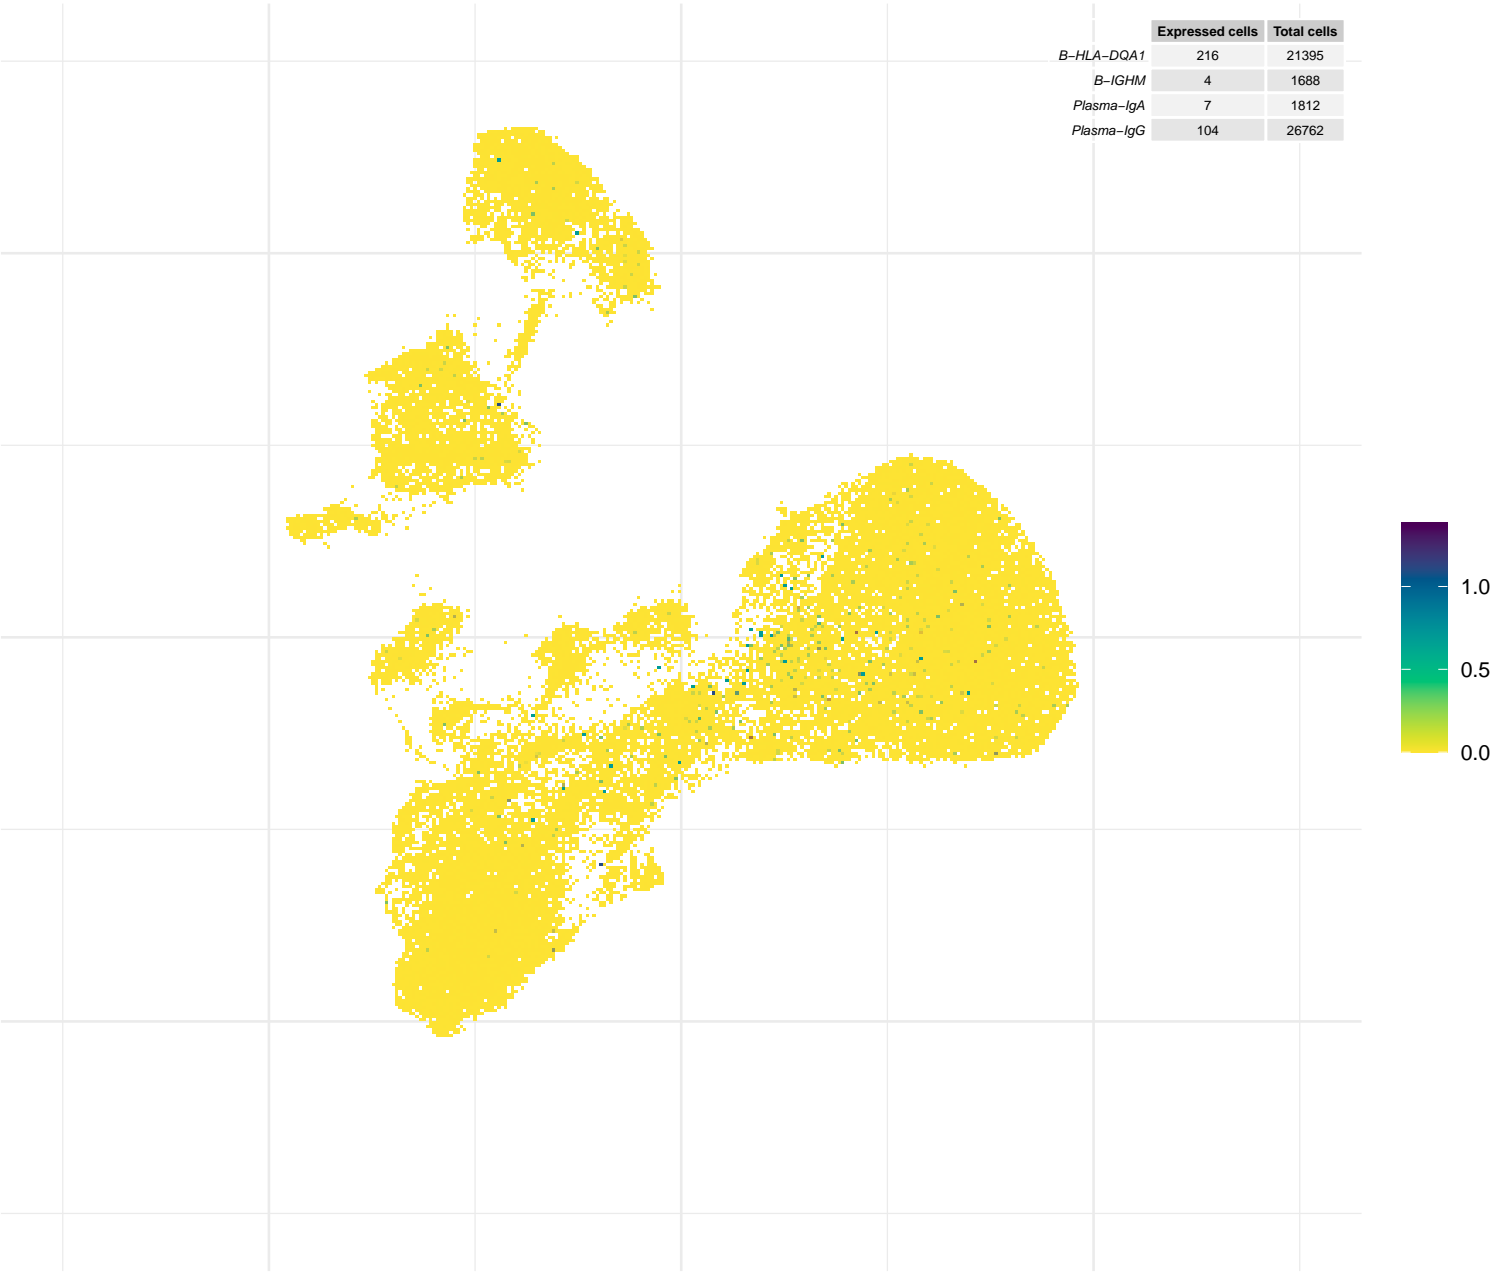 Expressed cells Total cells
B−HLA−DQA1 216 21395
B−IGHM 4 1688
Plasma−IgA 7 1812
Plasma−IgG 104 26762
1.0
0.5
0.0